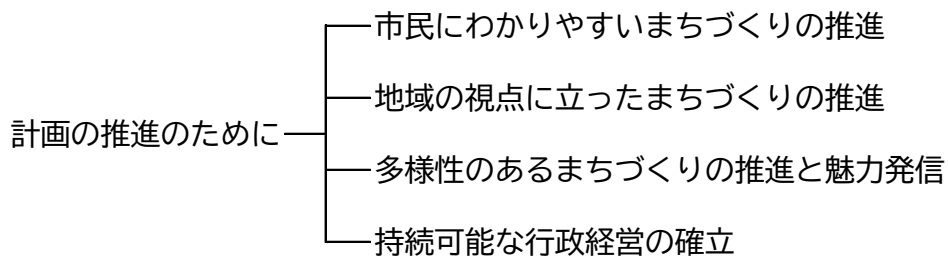 市民にわかりやすいまちづくりの推進
地域の視点に立ったまちづくりの推進
計画の推進のために
多様性のあるまちづくりの推進と魅力発信
持続可能な行政経営の確立